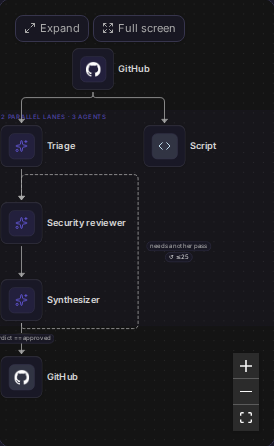 Expand
Full screen
GitHub
2 PARALLEL LANES · 3 AGENTS
Triage
Script
Security reviewer
needs another pass
↺ ≤25
Synthesizer
rdict == approved
GitHub